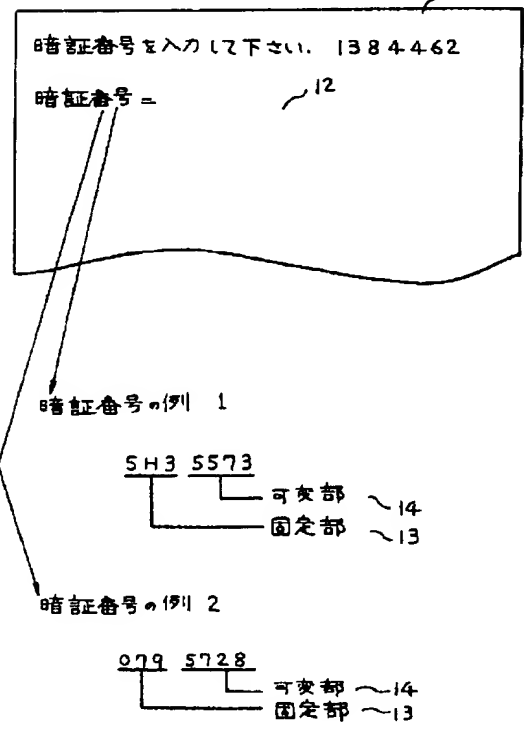 暗証番号を入力して下さい. 1384462
12
暗証番号=
暗証番号の例 1
5H3 5573
可変部 14
固定部 13
暗証番号の例 2
079 5728
可変部 14
固定部 13